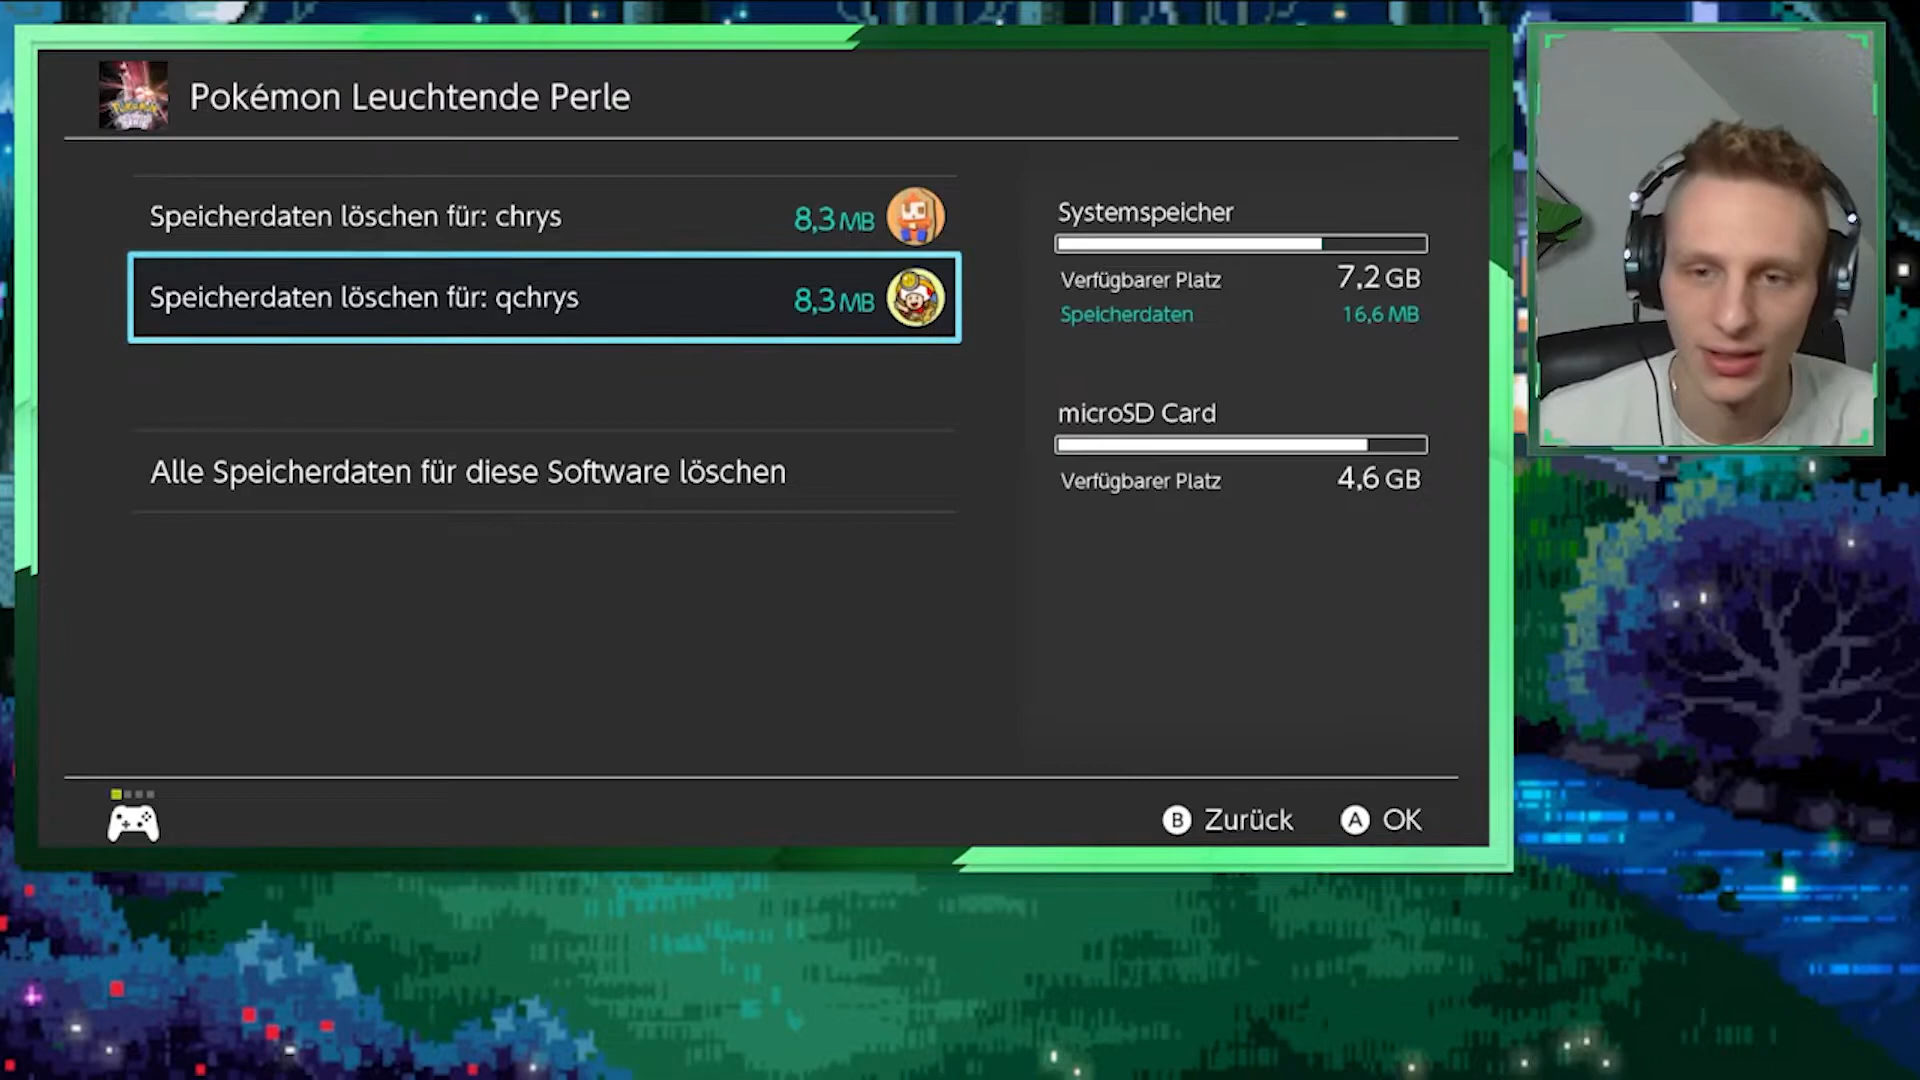 Pokémon Leuchtende Perle
Speicherdaten löschen für: chrys 8,3 MB
Speicherdaten löschen für: qchrys 8,3 MB
Alle Speicherdaten für diese Software löschen
Systemspeicher
Verfügbarer Platz 7,2 GB
Speicherdaten 16,6 MB
microSD Card
Verfügbarer Platz 4,6 GB
B Zurück A OK